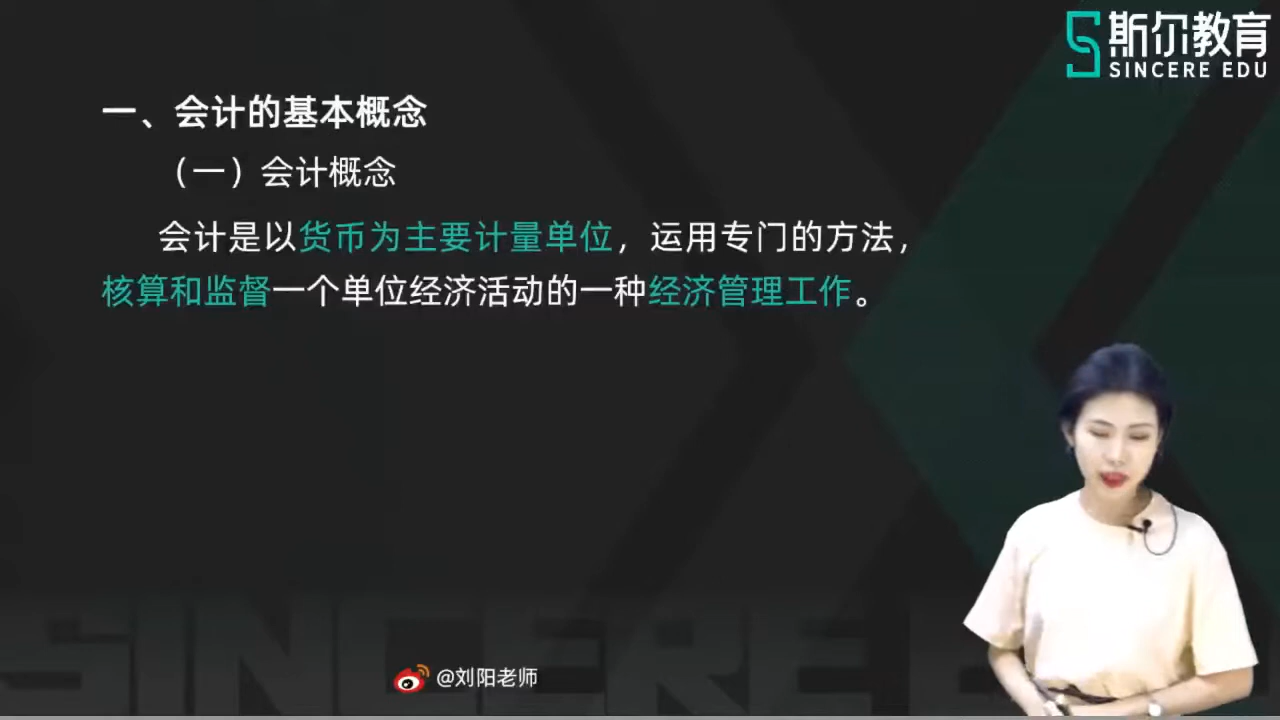 斯尔教育
SINCERE EDU
一、会计的基本概念
（一）会计概念
会计是以货币为主要计量单位，运用专门的方法，
核算和监督一个单位经济活动的一种经济管理工作。
SINCERE E
@刘阳老师